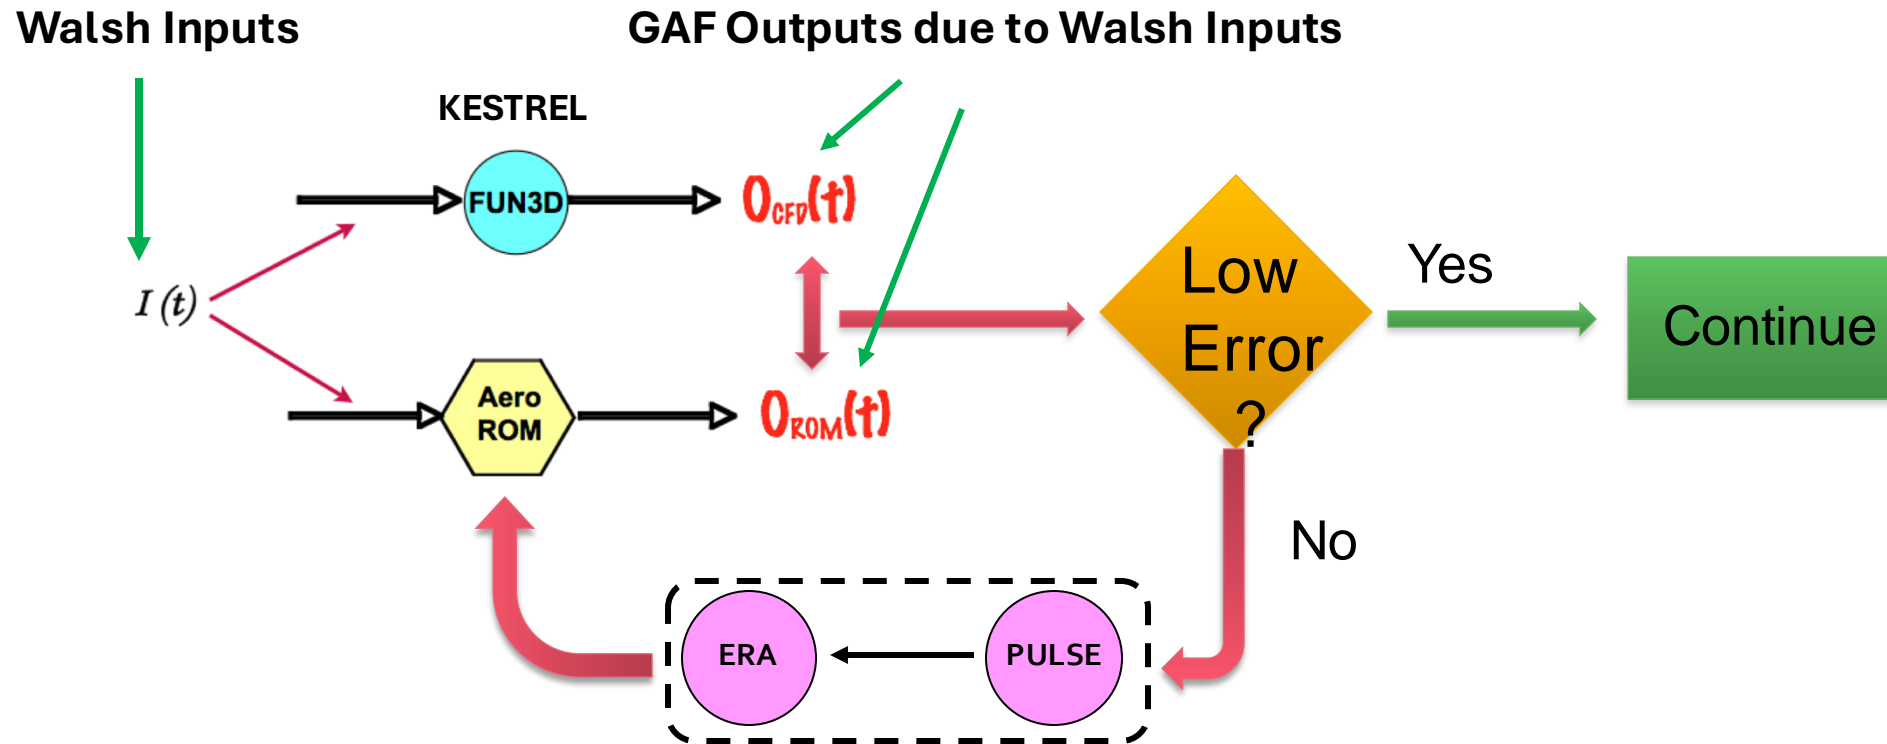 Walsh Inputs
GAF Outputs due to Walsh Inputs
KESTREL
FUN3D
O_CFD(t)
I (t)
Low
Error
?
Yes
Continue
Aero
ROM
O_ROM(t)
No
ERA
PULSE